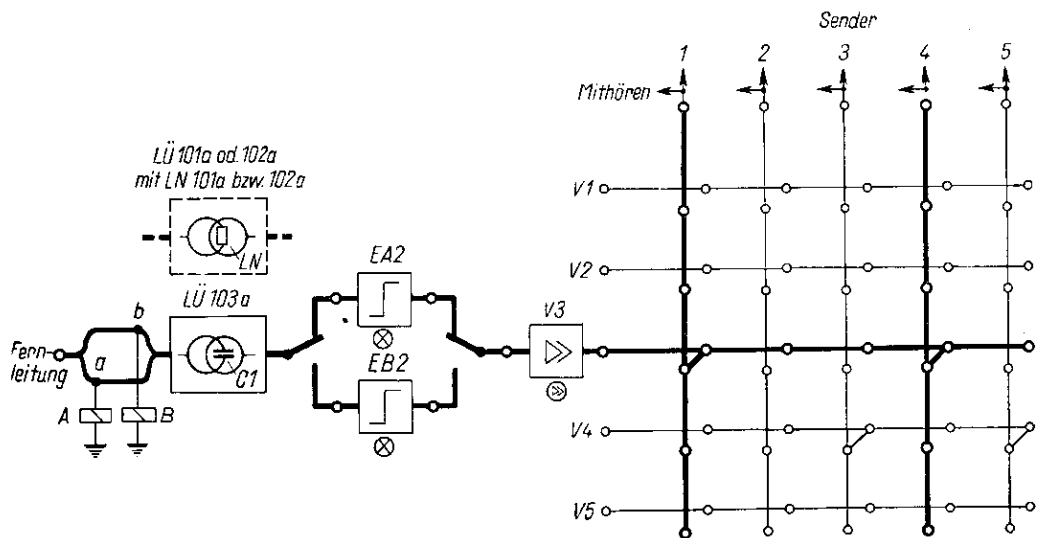 Sender
1 2 3 4 5
Mithören
LÜ 101a od. 102a
mit LN 101a bzw. 102a
LN
V1
EA2
V2
LÜ 103a
V3
b
Fern-
leitung
a
C1
EB2
A
B
V4
V5